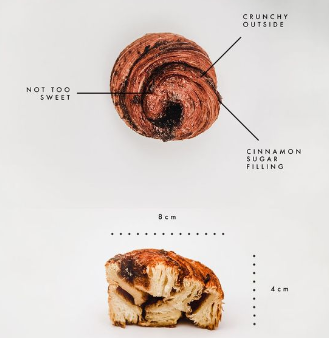 CRUNCHY
OUTSIDE
NOT TOO
SWEET
CINNAMON
SUGAR
FILLING
8cm
4cm